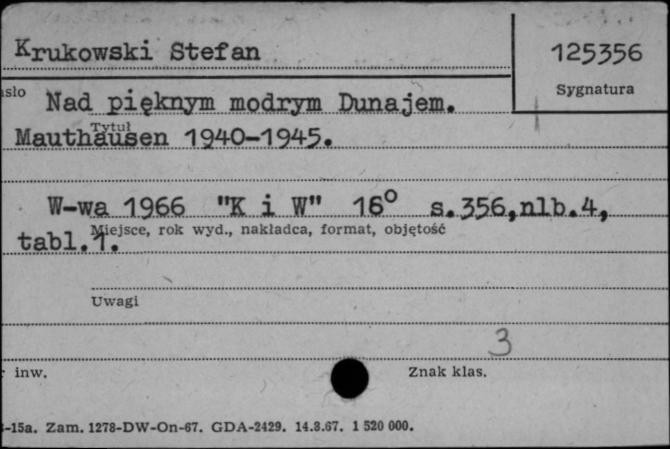 Krukowski Stefan
125356
Sygnatura
asło
Nad pięknym modrym Dunajem.
Tytuł
Mauthausen 1940-1945.
W-wa 1966 "K i W" 16° s.356,nlb.4,
Miejsce, rok wyd., nakładca, format, objętość
tabl.1.
Uwagi
3
r inw.
Znak klas.
-15a. Zam. 1278-DW-On-67. GDA-2429. 14.8.67. 1 520 000.